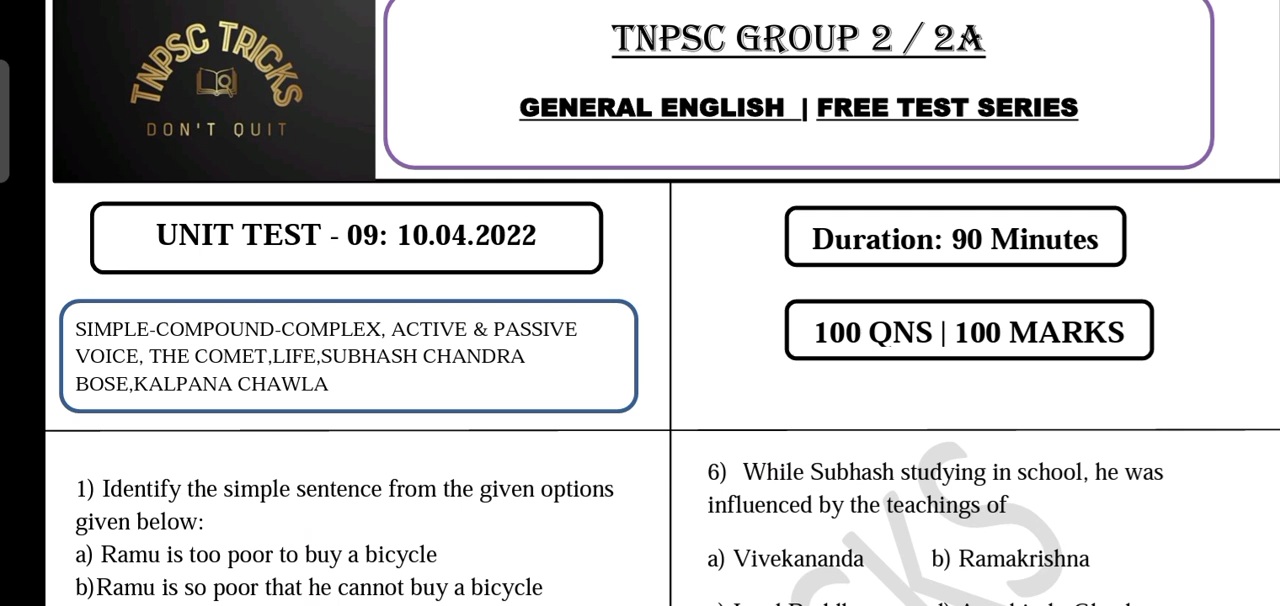 TNPSC TRICKS
DON'T QUIT
TNPSC GROUP 2 / 2A
GENERAL ENGLISH | FREE TEST SERIES
UNIT TEST - 09: 10.04.2022
Duration: 90 Minutes
SIMPLE-COMPOUND-COMPLEX, ACTIVE & PASSIVE
VOICE, THE COMET,LIFE,SUBHASH CHANDRA
BOSE,KALPANA CHAWLA
100 QNS | 100 MARKS
1) Identify the simple sentence from the given options
given below:
a) Ramu is too poor to buy a bicycle
b)Ramu is so poor that he cannot buy a bicycle
6) While Subhash studying in school, he was
influenced by the teachings of
a) Vivekananda b) Ramakrishna
CKS